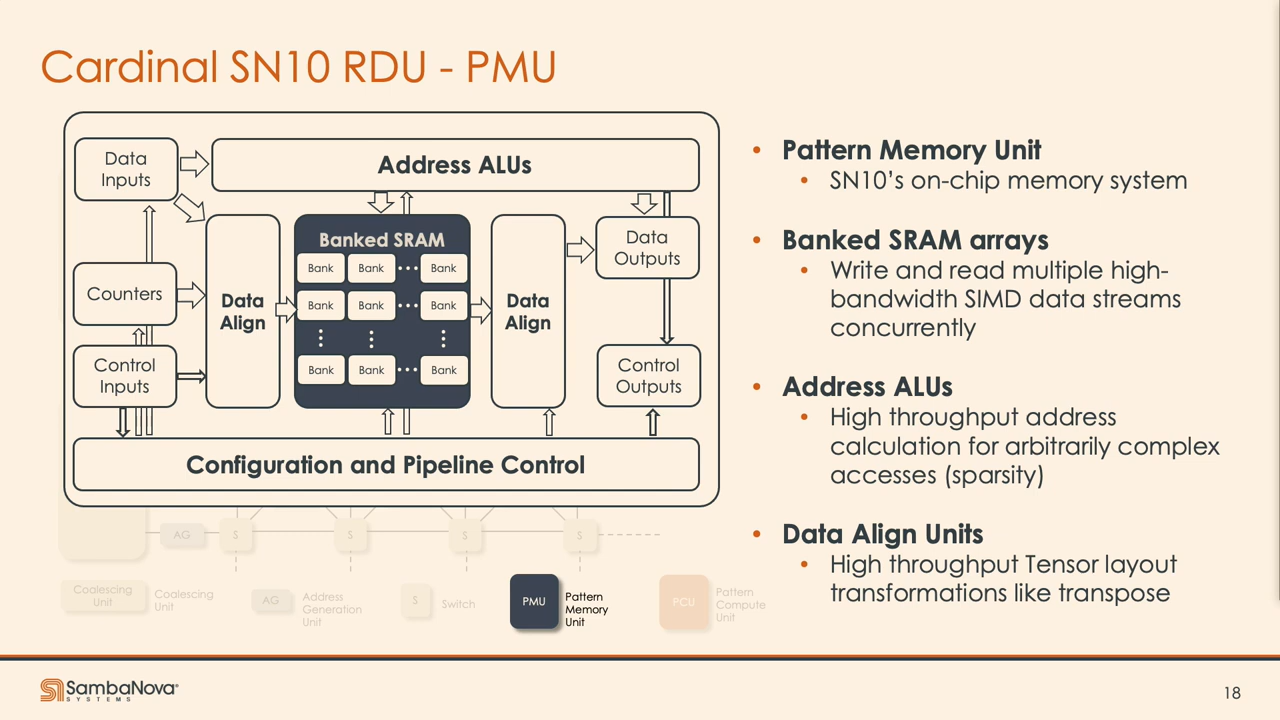 Cardinal SN10 RDU - PMU
Data
Inputs
Address ALUs
Counters
Control
Inputs
Data
Align
Banked SRAM
Bank Bank ••• Bank
Bank Bank ••• Bank
Bank Bank ••• Bank
Data
Align
Data
Outputs
Control
Outputs
Configuration and Pipeline Control
AG
S
S
S
S
Coalescing
Unit
Coalescing
Unit
AG
Address
Generation
Unit
S
Switch
PMU
Pattern
Memory
Unit
PCU
Pattern
Compute
Unit
• Pattern Memory Unit
• SN10’s on-chip memory system
• Banked SRAM arrays
• Write and read multiple high-
bandwidth SIMD data streams
concurrently
• Address ALUs
• High throughput address
calculation for arbitrarily complex
accesses (sparsity)
• Data Align Units
• High throughput Tensor layout
transformations like transpose
SambaNova
SYSTEMS
18